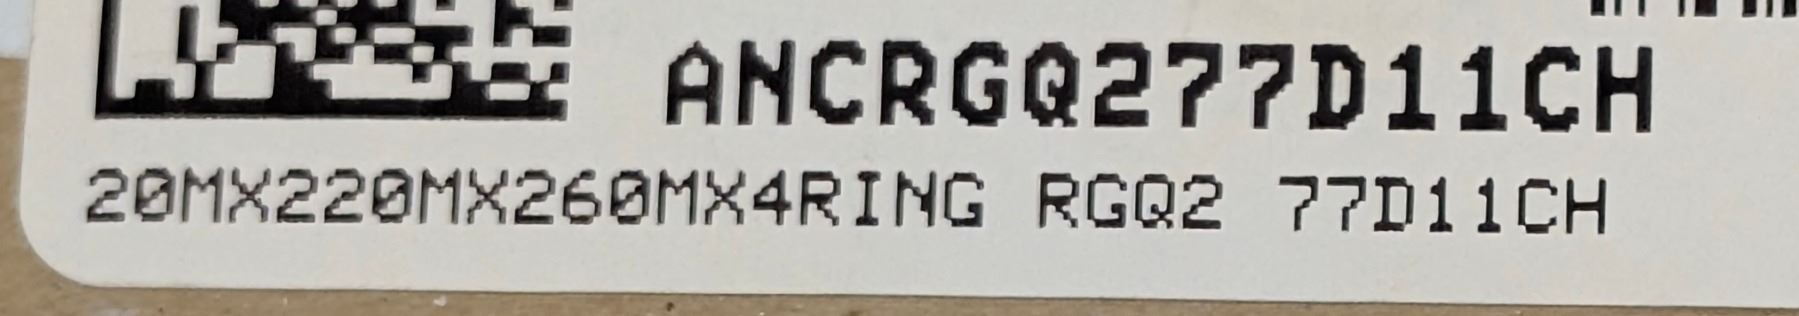 ANCRGQ277D11CH
20MX220MX260MX4RING RGQ2 77D11CH